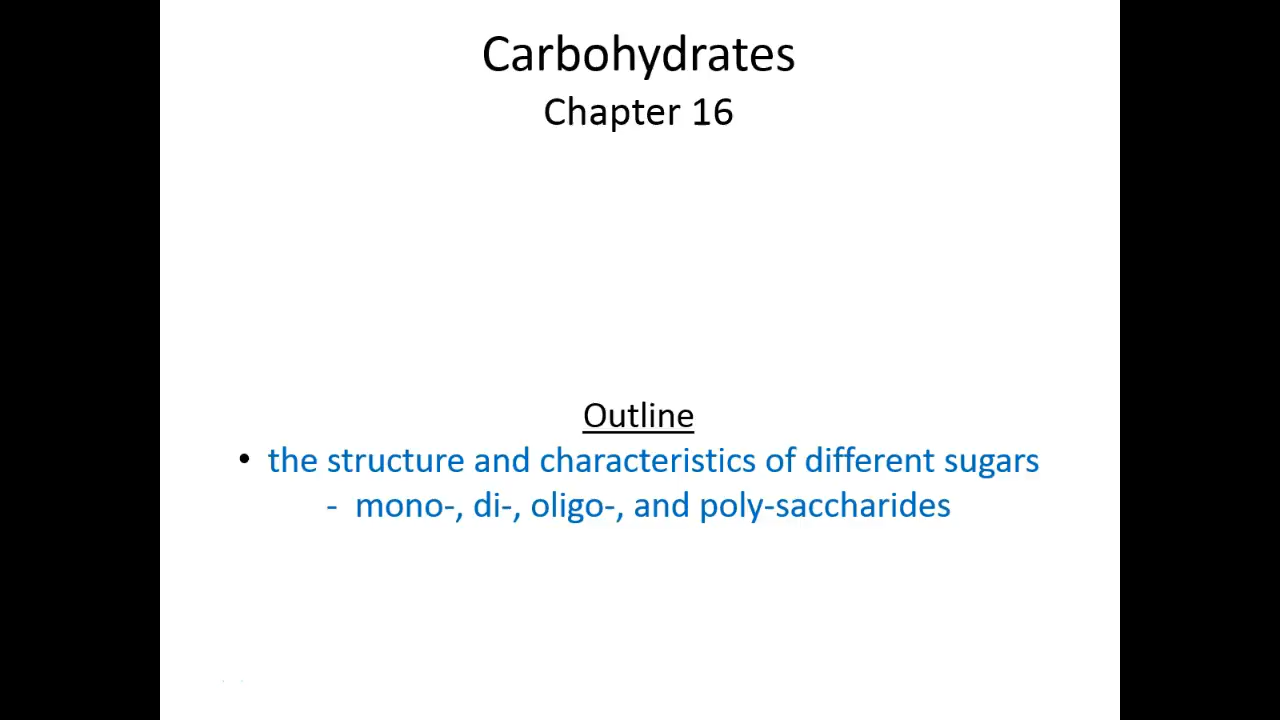 Carbohydrates
Chapter 16
Outline
• the structure and characteristics of different sugars
- mono-, di-, oligo-, and poly-saccharides